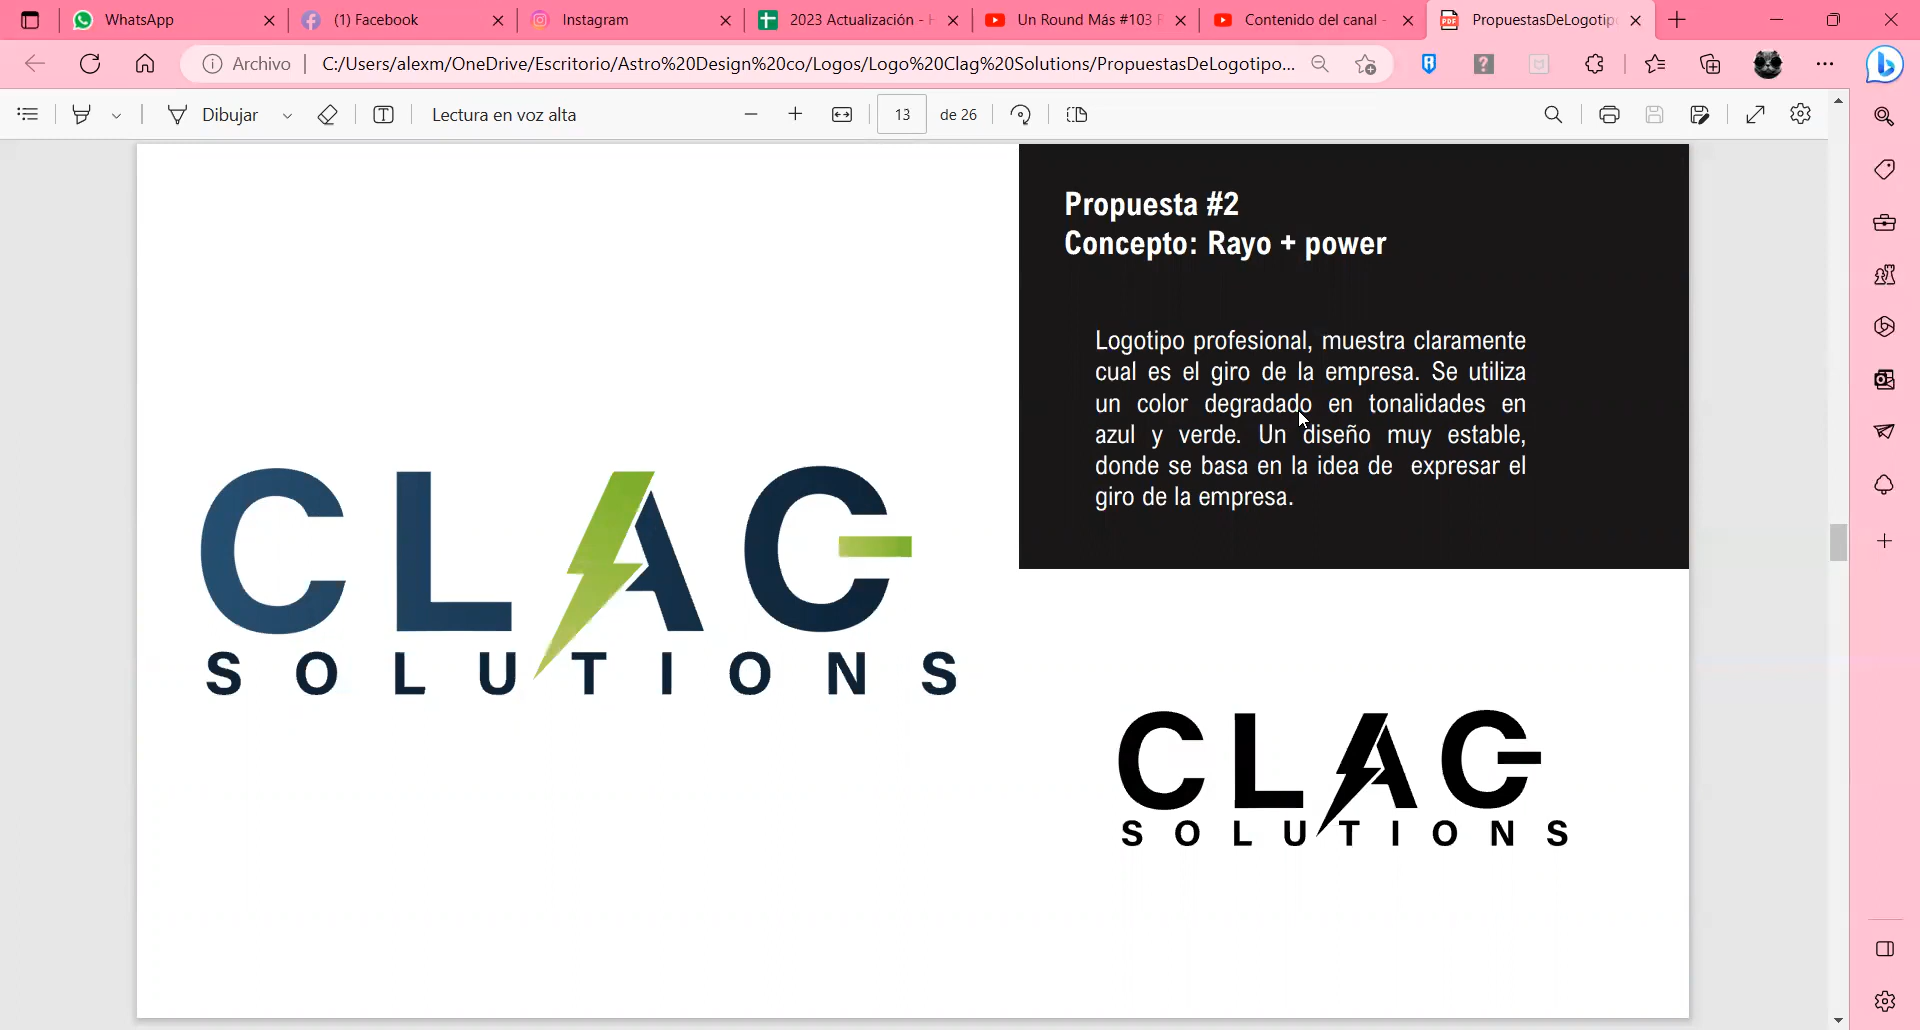 WhatsApp
(1) Facebook
Instagram
2023 Actualización - H
Un Round Más #103 F
Contenido del canal -
PropuestasDeLogotip
Archivo
C:/Users/alexm/OneDrive/Escritorio/Astro%20Design%20co/Logos/Logo%20Clag%20Solutions/PropuestasDeLogotipo...
Dibujar
Lectura en voz alta
13
de 26
Propuesta #2
Concepto: Rayo + power
Logotipo profesional, muestra claramente
cual es el giro de la empresa. Se utiliza
un color degradado en tonalidades en
azul y verde. Un diseño muy estable,
donde se basa en la idea de expresar el
giro de la empresa.
CLAG
SOLUTIONS
CLAG
SOLUTIONS